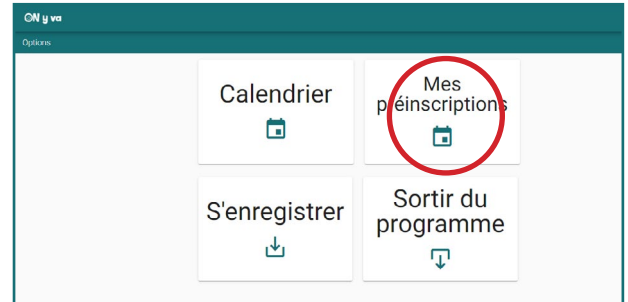 ON y va
Options
Calendrier
Mes
préinscriptions
S'enregistrer
Sortir du
programme